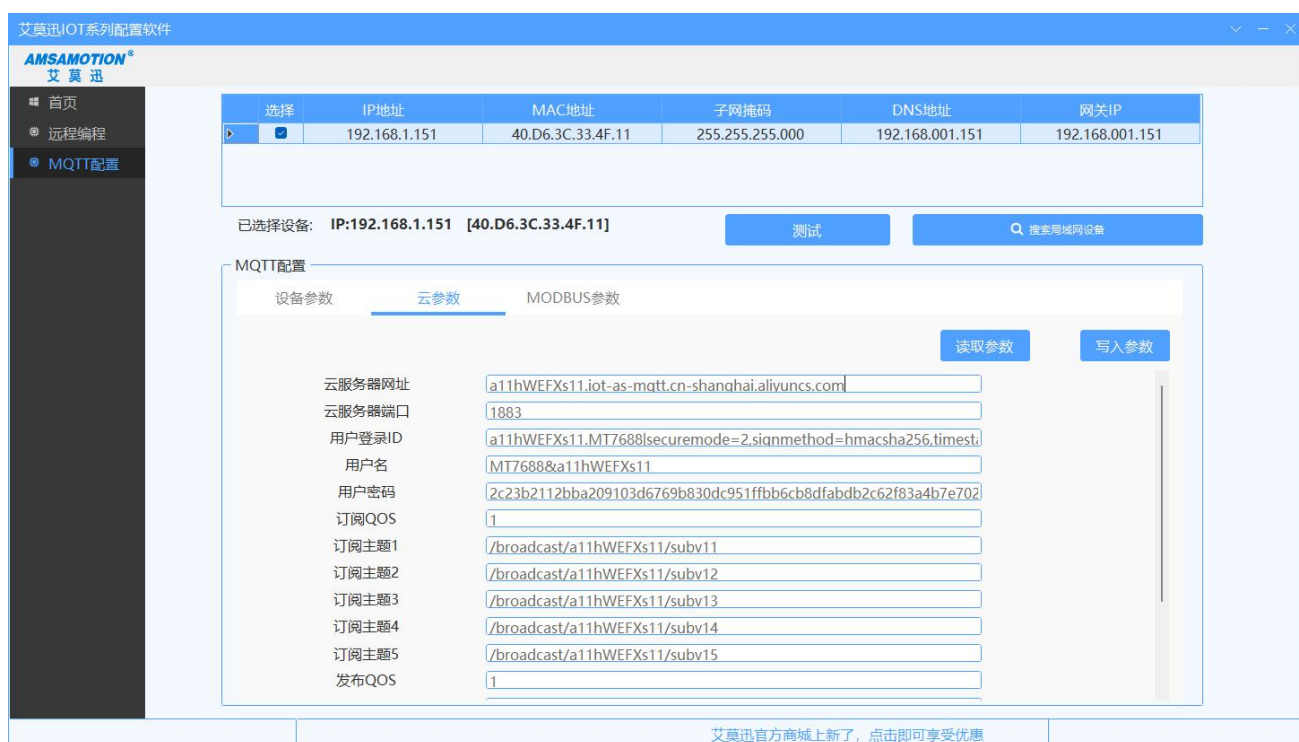 艾莫迅IOT系列配置软件
AMSAMOTION®
艾莫迅
首页
远程编程
MQTT配置
选择 IP地址 MAC地址 子网掩码 DNS地址 网关IP
192.168.1.151 40.D6.3C.33.4F.11 255.255.255.000 192.168.001.151 192.168.001.151
已选择设备: IP:192.168.1.151 [40.D6.3C.33.4F.11] 测试 搜索局域网设备
MQTT配置
设备参数 云参数 MODBUS参数
读取参数 写入参数
云服务器网址 a11hWEFXs11.iot-as-mqtt.cn-shanghai.aliyuncs.com
云服务器端口 1883
用户登录ID a11hWEFXs11.MT7688|securemode=2,signmethod=hmacsha256,timesta
用户名 MT7688&a11hWEFXs11
用户密码 2c23b2112bba209103d6769b830dc951ffbb6cb8dfabdb2c62f83a4b7e702
订阅QOS 1
订阅主题1 /broadcast/a11hWEFXs11/subv11
订阅主题2 /broadcast/a11hWEFXs11/subv12
订阅主题3 /broadcast/a11hWEFXs11/subv13
订阅主题4 /broadcast/a11hWEFXs11/subv14
订阅主题5 /broadcast/a11hWEFXs11/subv15
发布QOS 1
艾莫迅官方商城上新了，点击即可享受优惠